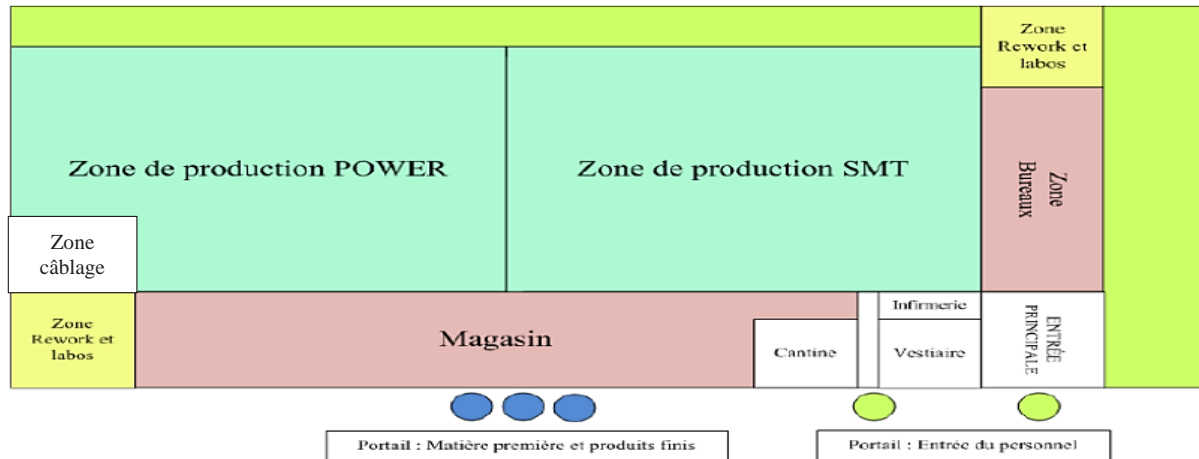 Zone
Rework et
labos
Zone de production POWER
Zone de production SMT
Zone
Bureaux
Zone
câblage
Zone
Rework et
labos
Magasin
Cantine
Infirmerie
Vestiaire
ENTRÉE
PRINCIPALE
Portail : Matière première et produits finis
Portail : Entrée du personnel